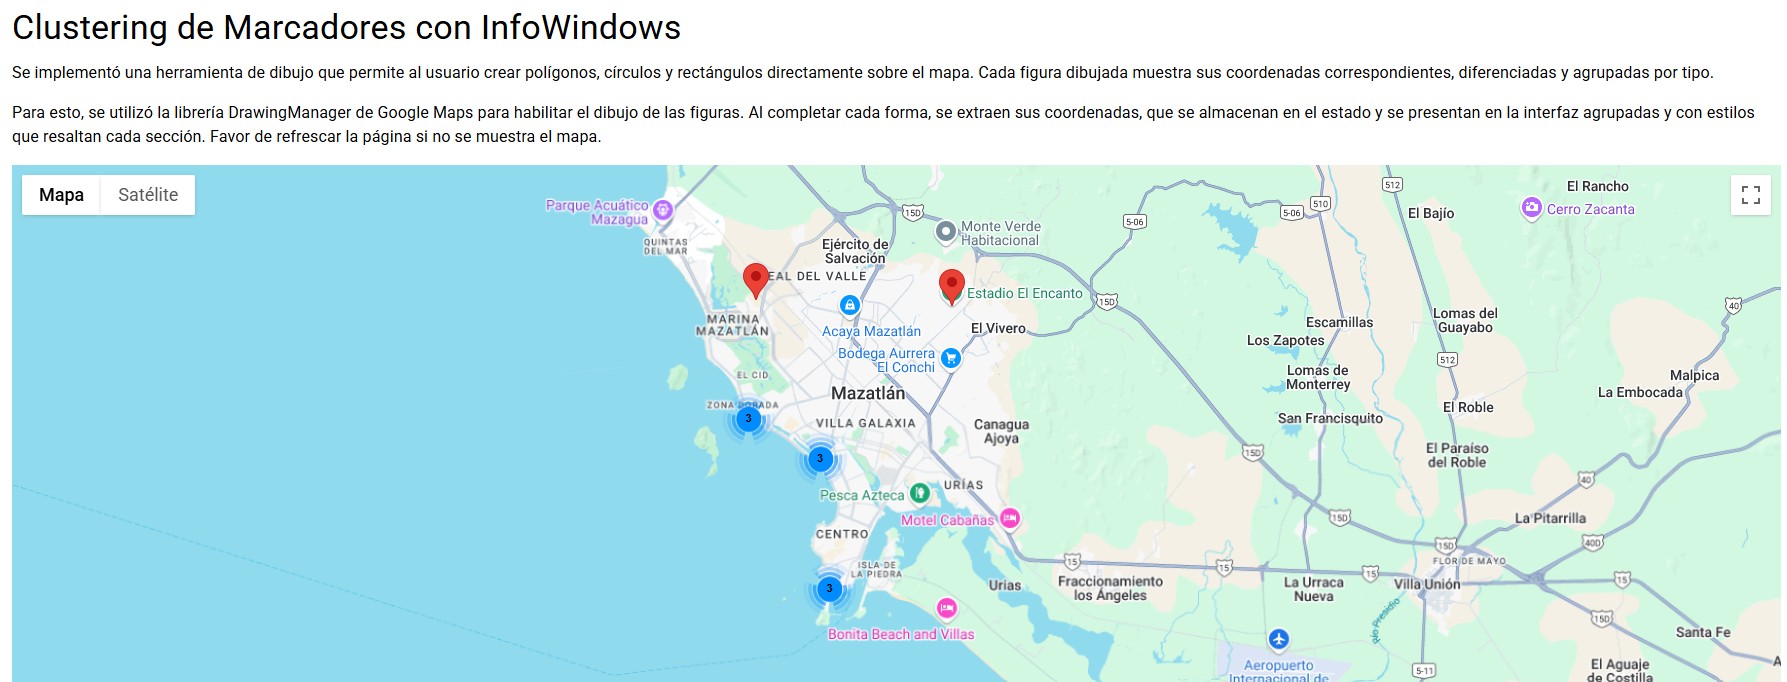 Clustering de Marcadores con InfoWindows
Se implementó una herramienta de dibujo que permite al usuario crear polígonos, círculos y rectángulos directamente sobre el mapa. Cada figura dibujada muestra sus coordenadas correspondientes, diferenciadas y agrupadas por tipo.
Para esto, se utilizó la librería DrawingManager de Google Maps para habilitar el dibujo de las figuras. Al completar cada forma, se extraen sus coordenadas, que se almacenan en el estado y se presentan en la interfaz agrupadas y con estilos
que resaltan cada sección. Favor de refrescar la página si no se muestra el mapa.
Mapa
Satélite
Parque Acuático
Mazagua
QUINTAS
DEL MAR
15D
Monte Verde
Habitacional
5-06
5-06
510
512
El Rancho
El Bajío
Cerro Zacanta
Ejército de
Salvación
EAL DEL VALLE
Estadio El Encanto
15D
40
MARINA
MAZATLÁN
Acaya Mazatlán
El Vivero
Escamillas
Lomas del
Guayabo
Los Zapotes
Bodega Aurrera
El Conchi
512
EL CID
Lomas de
Monterrey
Malpica
Mazatlán
La Embocada
ZONA DORADA
3
El Roble
San Francisquito
VILLA GALAXIA
Canagua
Ajoya
3
15D
El Paraíso
del Roble
40
Pesca Azteca
URÍAS
Motel Cabañas
15D
La Pitarrilla
CENTRO
15D
40D
ISLA DE
LA PIEDRA
15
15
15
FLOR DE MAYO
15
3
Urias
Fraccionamiento
los Ángeles
La Urraca
Nueva
Villa Unión
Río Presidio
15D
Bonita Beach and Villas
Santa Fe
Aeropuerto
Internacional de
5-11
El Aguaje
de Costilla
A